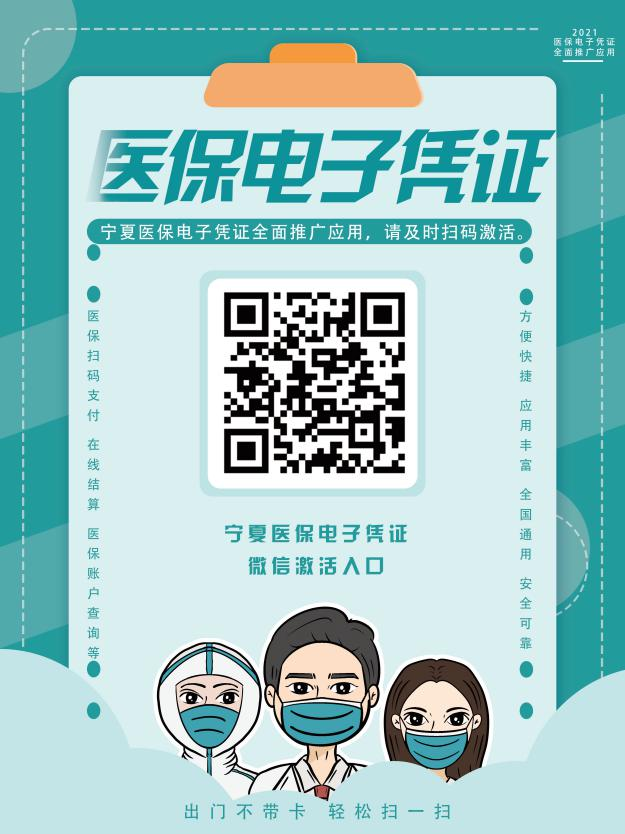 2021
医保电子凭证
全面推广应用
医保电子凭证
宁夏医保电子凭证全面推广应用，请及时扫码激活。
医保扫码支付 在线结算 医保账户查询等
方便快捷 应用丰富 全国通用 安全可靠
宁夏医保电子凭证
微信激活入口
出门不带卡 轻松扫一扫